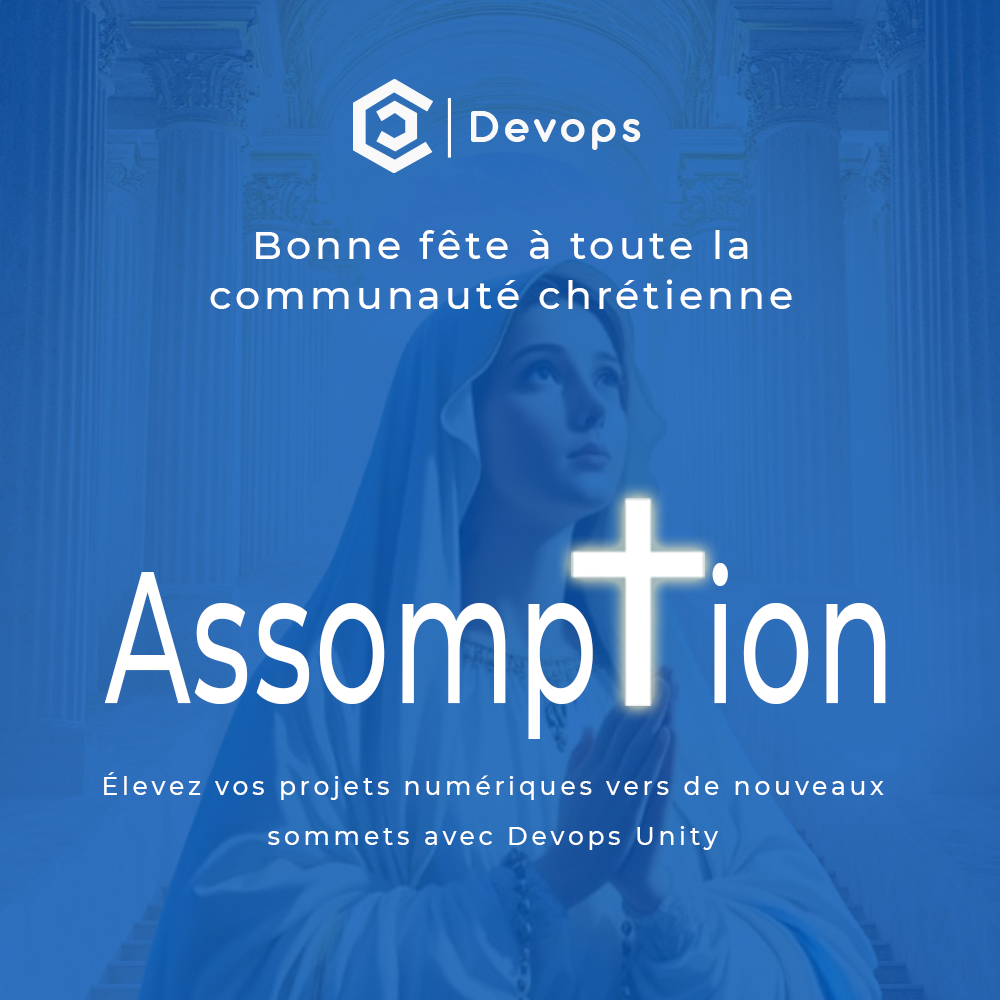 Devops
Bonne fête à toute la
communauté chrétienne
Assomption
Élevez vos projets numériques vers de nouveaux
sommets avec Devops Unity